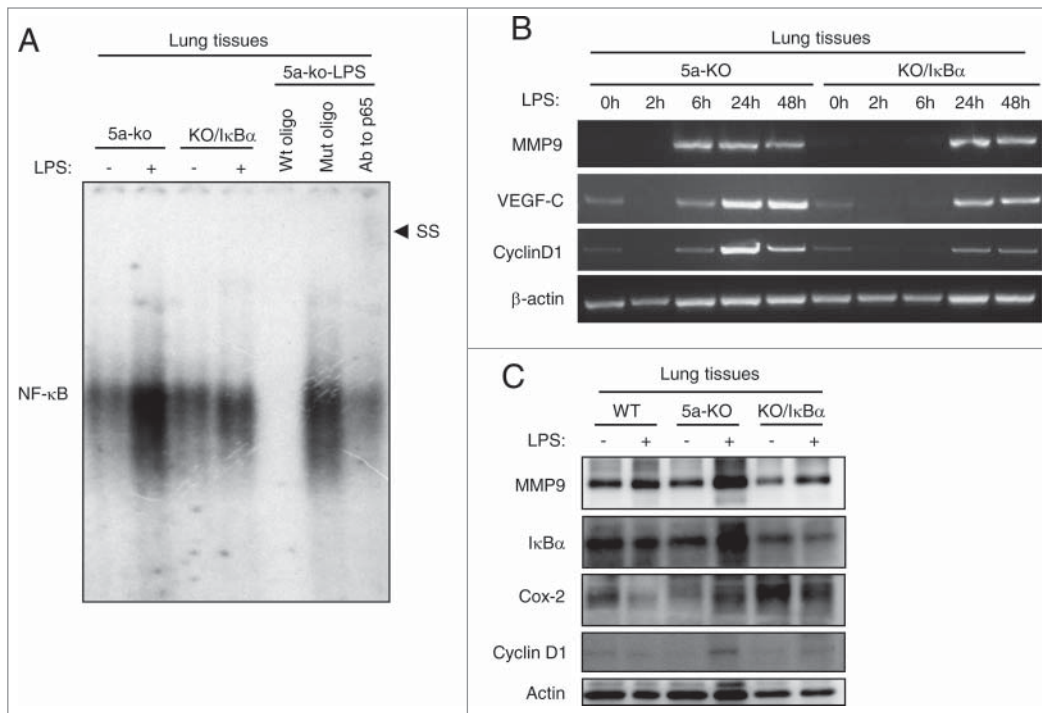 A
Lung tissues
5a-ko-LPS
5a-ko KO/IκBα Wt oligo Mut oligo Ab to p65
LPS: - + - +
SS
NF-κB
B
Lung tissues
5a-KO KO/IκBα
LPS: 0h 2h 6h 24h 48h 0h 2h 6h 24h 48h
MMP9
VEGF-C
CyclinD1
β-actin
C
Lung tissues
WT 5a-KO KO/IκBα
LPS: - + - + - +
MMP9
IκBα
Cox-2
Cyclin D1
Actin